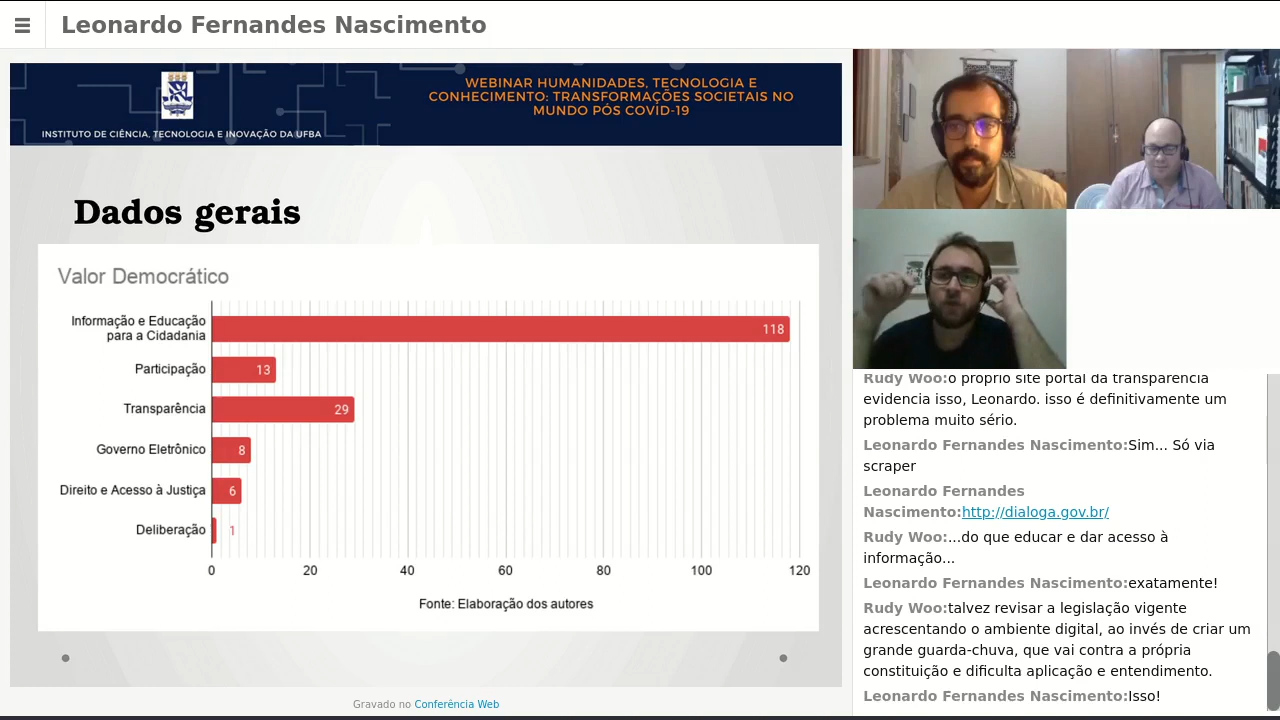 Leonardo Fernandes Nascimento
WEBINAR HUMANIDADES, TECNOLOGIA E
CONHECIMENTO: TRANSFORMAÇÕES SOCIETAIS NO
MUNDO PÓS COVID-19
INSTITUTO DE CIÊNCIA, TECNOLOGIA E INOVAÇÃO DA UFBA
Dados gerais
Valor Democrático
Informação e Educação
para a Cidadania
118
Participação
13
Transparência
29
Governo Eletrônico
8
Direito e Acesso à Justiça
6
Deliberação
1
0 20 40 60 80 100 120
Fonte: Elaboração dos autores
Gravado no Conferência Web
Rudy Woo:o próprio site portal da transparência
evidencia isso, Leonardo. isso é definitivamente um
problema muito sério.
Leonardo Fernandes Nascimento:Sim... Só via
scraper
Leonardo Fernandes
Nascimento:http://dialoga.gov.br/
Rudy Woo:...do que educar e dar acesso à
informação...
Leonardo Fernandes Nascimento:exatamente!
Rudy Woo:talvez revisar a legislação vigente
acrescentando o ambiente digital, ao invés de criar um
grande guarda-chuva, que vai contra a própria
constituição e dificulta aplicação e entendimento.
Leonardo Fernandes Nascimento:Isso!